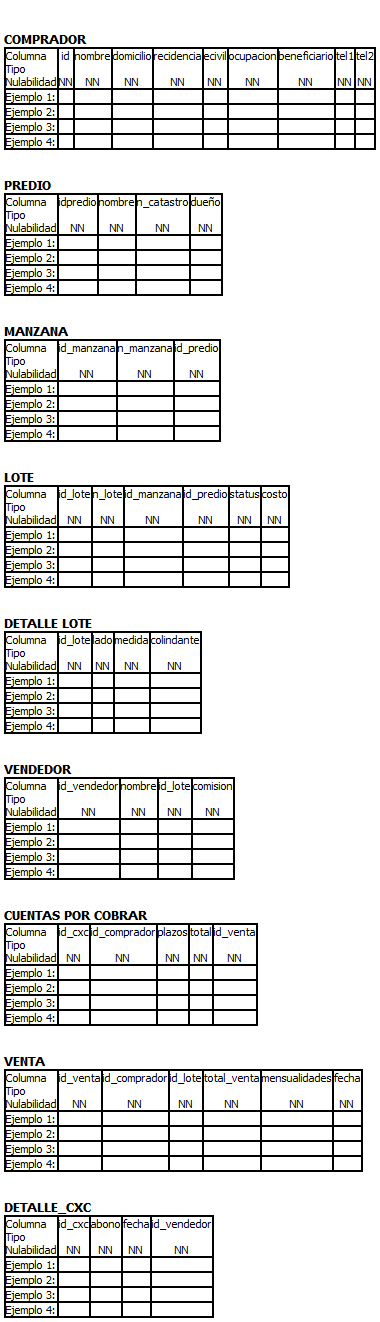 COMPRADOR
Columna id nombre domicilio recidencia ecivil ocupacion beneficiario tel1 tel2
Tipo
Nulabilidad NN NN NN NN NN NN NN NN NN
Ejemplo 1:
Ejemplo 2:
Ejemplo 3:
Ejemplo 4:
PREDIO
Columna idpredio nombre n_catastro dueño
Tipo
Nulabilidad NN NN NN NN
Ejemplo 1:
Ejemplo 2:
Ejemplo 3:
Ejemplo 4:
MANZANA
Columna id_manzana n_manzana id_predio
Tipo
Nulabilidad NN NN NN
Ejemplo 1:
Ejemplo 2:
Ejemplo 3:
Ejemplo 4:
LOTE
Columna id_lote n_lote id_manzana id_predio status costo
Tipo
Nulabilidad NN NN NN NN NN NN
Ejemplo 1:
Ejemplo 2:
Ejemplo 3:
Ejemplo 4:
DETALLE LOTE
Columna id_lote lado medida colindante
Tipo
Nulabilidad NN NN NN NN
Ejemplo 1:
Ejemplo 2:
Ejemplo 3:
Ejemplo 4:
VENDEDOR
Columna id_vendedor nombre id_lote comision
Tipo
Nulabilidad NN NN NN NN
Ejemplo 1:
Ejemplo 2:
Ejemplo 3:
Ejemplo 4:
CUENTAS POR COBRAR
Columna id_cxc id_comprador plazos total id_venta
Tipo
Nulabilidad NN NN NN NN NN
Ejemplo 1:
Ejemplo 2:
Ejemplo 3:
Ejemplo 4:
VENTA
Columna id_venta id_comprador id_lote total_venta mensualidades fecha
Tipo
Nulabilidad NN NN NN NN NN NN
Ejemplo 1:
Ejemplo 2:
Ejemplo 3:
Ejemplo 4:
DETALLE_CXC
Columna id_cxc abono fecha id_vendedor
Tipo
Nulabilidad NN NN NN NN
Ejemplo 1:
Ejemplo 2:
Ejemplo 3:
Ejemplo 4: